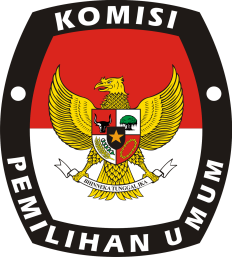 KOMISI
BHINNEKA TUNGGAL IKA
PEMILIHAN UMUM